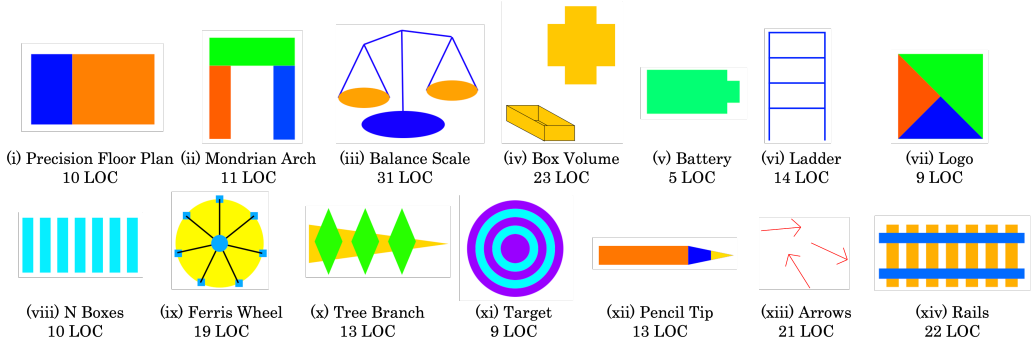 (i) Precision Floor Plan
10 LOC
(ii) Mondrian Arch
11 LOC
(iii) Balance Scale
31 LOC
(iv) Box Volume
23 LOC
(v) Battery
5 LOC
(vi) Ladder
14 LOC
(vii) Logo
9 LOC
(viii) N Boxes
10 LOC
(ix) Ferris Wheel
19 LOC
(x) Tree Branch
13 LOC
(xi) Target
9 LOC
(xii) Pencil Tip
13 LOC
(xiii) Arrows
21 LOC
(xiv) Rails
22 LOC